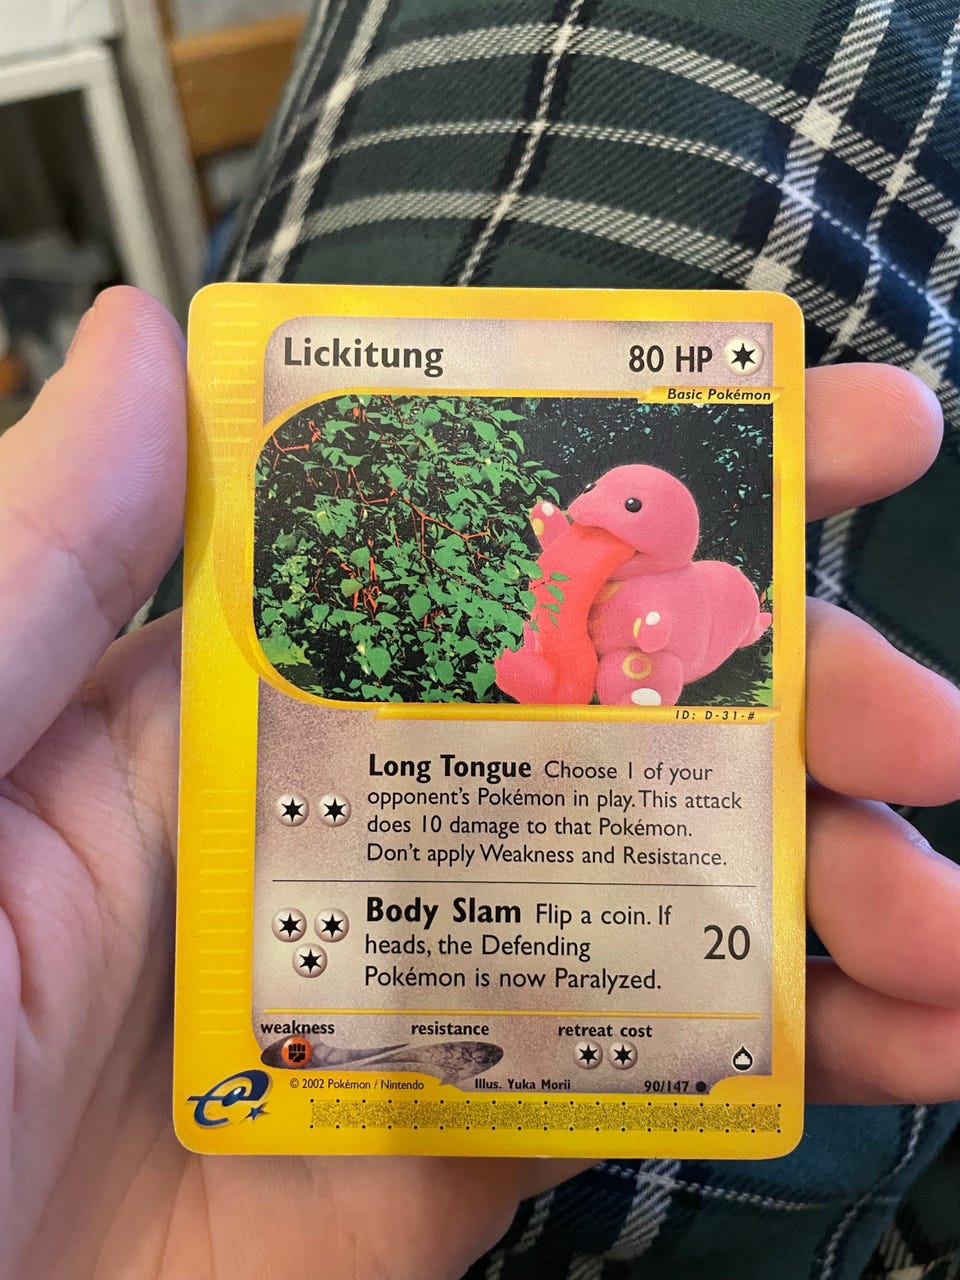 Lickitung 80 HP
Basic Pokémon
ID: D-31-#
Long Tongue Choose 1 of your
opponent's Pokémon in play. This attack
does 10 damage to that Pokémon.
Don't apply Weakness and Resistance.
Body Slam Flip a coin. If
heads, the Defending
Pokémon is now Paralyzed.
20
weakness resistance retreat cost
© 2002 Pokémon / Nintendo Illus. Yuka Morii 90/147
e